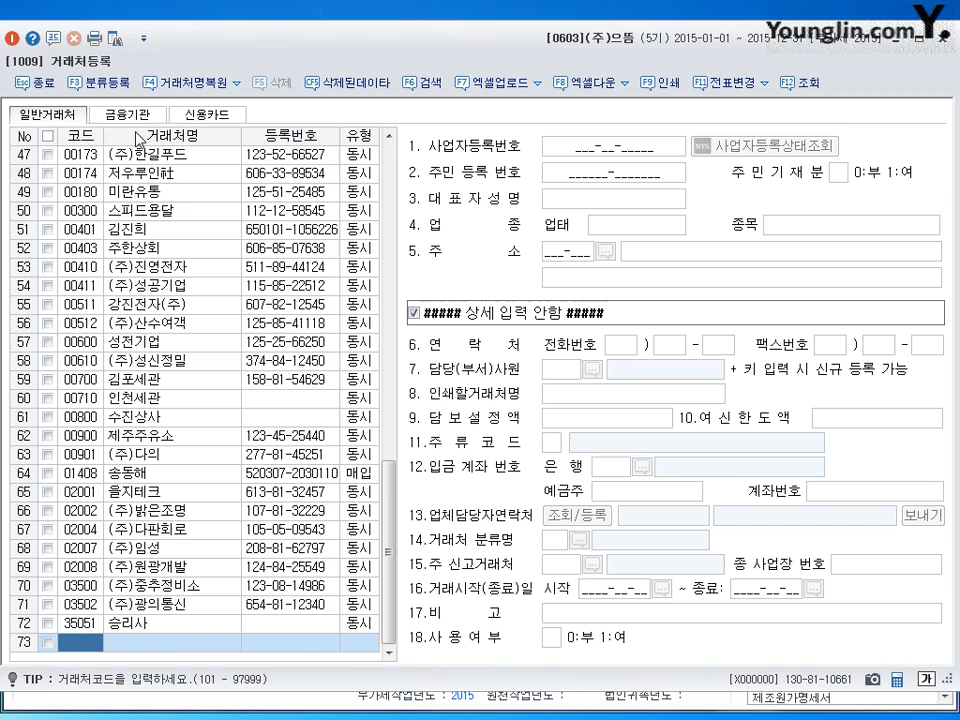 Younglin.com Y.
[0603](주)으뜸 (5기) 2015-01-01 ~ 2015-12-31
[1009] 거래처등록
Esc 종료 F3 분류등록 F4 거래처명복원 F5 삭제 CF5 삭제된데이타 F6 검색 F7 엑셀업로드 F8 엑셀다운 F9 인쇄 F11 전표변경 F12 조회
일반거래처 금융기관 신용카드
No 코드 거래처명 등록번호 유형
47 00173 (주)한길푸드 123-52-66527 동시
48 00174 저우루인社 606-33-89534 동시
49 00180 미란유통 125-51-25485 동시
50 00300 스피드용달 112-12-58545 동시
51 00401 김진희 650101-1056226 동시
52 00403 주한상회 606-85-07638 동시
53 00410 (주)진영전자 511-89-44124 동시
54 00411 (주)성공기업 115-85-22512 동시
55 00511 강진전자(주) 607-82-12545 동시
56 00512 (주)산수여객 125-85-41118 동시
57 00600 성전기업 125-25-66250 동시
58 00610 (주)성신정밀 374-84-12450 동시
59 00700 김포세관 158-81-54629 동시
60 00710 인천세관 동시
61 00800 수진상사 동시
62 00900 제주주유소 123-45-25440 동시
63 00901 (주)다의 277-81-45251 동시
64 01408 송동해 520307-2030110 매입
65 02001 을지테크 613-81-32457 동시
66 02002 (주)밝은조명 107-81-32229 동시
67 02004 (주)다판회로 105-05-09543 동시
68 02007 (주)임성 208-81-62797 동시
69 02008 (주)원광개발 124-84-25549 동시
70 03500 (주)중추정비소 123-08-14986 동시
71 03502 (주)광의통신 654-81-12340 동시
72 35051 승리사 동시
73
1. 사업자등록번호 ___-__-_____ NTS 사업자등록상태조회
2. 주민 등록 번호 ______-_______ 주 민 기 재 분 0:부 1:여
3. 대 표 자 성 명
4. 업 종 업태 종목
5. 주 소 ___-___
##### 상세 입력 안함 #####
6. 연 락 처 전화번호 ) - 팩스번호 ) -
7. 담당(부서)사원 + 키 입력 시 신규 등록 가능
8. 인쇄할거래처명
9. 담 보 설 정 액 10.여 신 한 도 액
11.주 류 코 드
12.입금 계좌 번호 은 행
예금주 계좌번호
13.업체담당자연락처 조회/등록 보내기
14.거래처 분류명
15.주 신고거래처 종 사업장 번호
16.거래시작(종료)일 시작 ____-__-__ ~ 종료: ____-__-__
17.비 고
18.사 용 여 부 0:부 1:여
TIP : 거래처코드을 입력하세요.(101 - 97999) [X000000] 130-81-10661 가
부가세작업년도 : 2015 원천작업년도 : 법인귀속년도 : 제조원가명세서